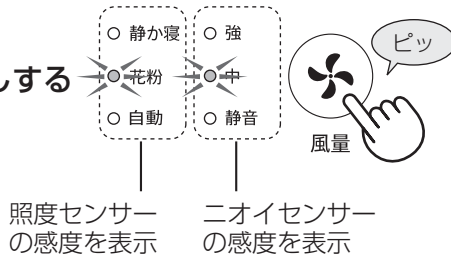 静か寝
強
ピッ
しする
花粉
中
自動
静音
風量
照度センサー
の感度を表示
ニオイセンサー
の感度を表示